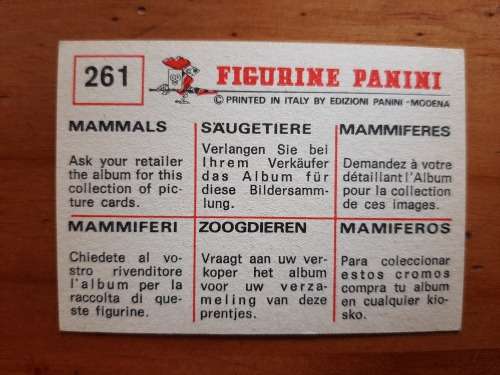 261
FIGURINE PANINI
© PRINTED IN ITALY BY EDIZIONI PANINI - MODENA
MAMMALS
Ask your retailer
the album for this
collection of pic-
ture cards.
SÄUGETIERE
Verlangen Sie bei
Ihrem Verkäufer
das Album für
diese Bildersamm-
lung.
MAMMIFERES
Demandez à votre
détaillant l'Album
pour la collection
de ces images.
MAMMIFERI
Chiedete al vo-
stro rivenditore
l'album per la
raccolta di que-
ste figurine.
ZOOGDIEREN
Vraagt aan uw ver-
koper het album
voor uw verza-
meling van deze
prentjes.
MAMIFEROS
Para coleccionar
estos cromos
compra tu album
en cualquier kio-
sko.